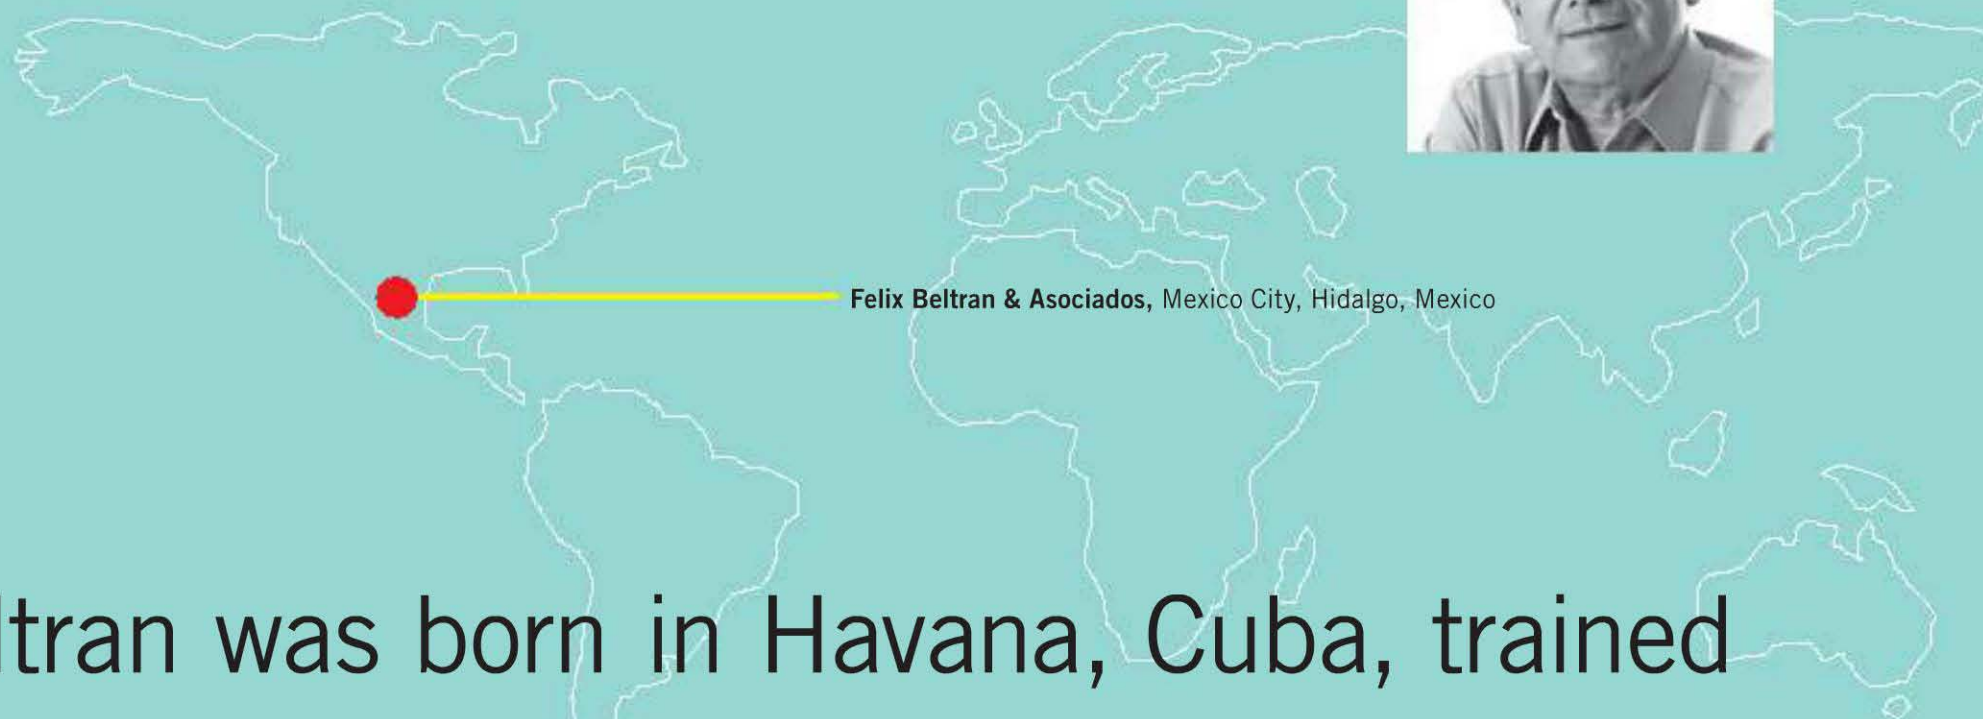 Felix Beltran & Asociados, Mexico City, Hidalgo, Mexico
ltran was born in Havana, Cuba, trained